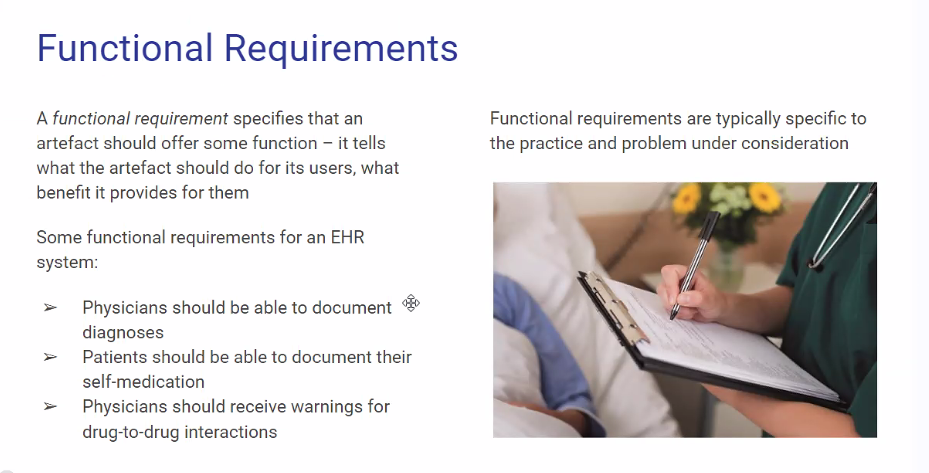 Functional Requirements
A functional requirement specifies that an
artefact should offer some function – it tells
what the artefact should do for its users, what
benefit it provides for them
Some functional requirements for an EHR
system:
➢ Physicians should be able to document
diagnoses
➢ Patients should be able to document their
self-medication
➢ Physicians should receive warnings for
drug-to-drug interactions
Functional requirements are typically specific to
the practice and problem under consideration